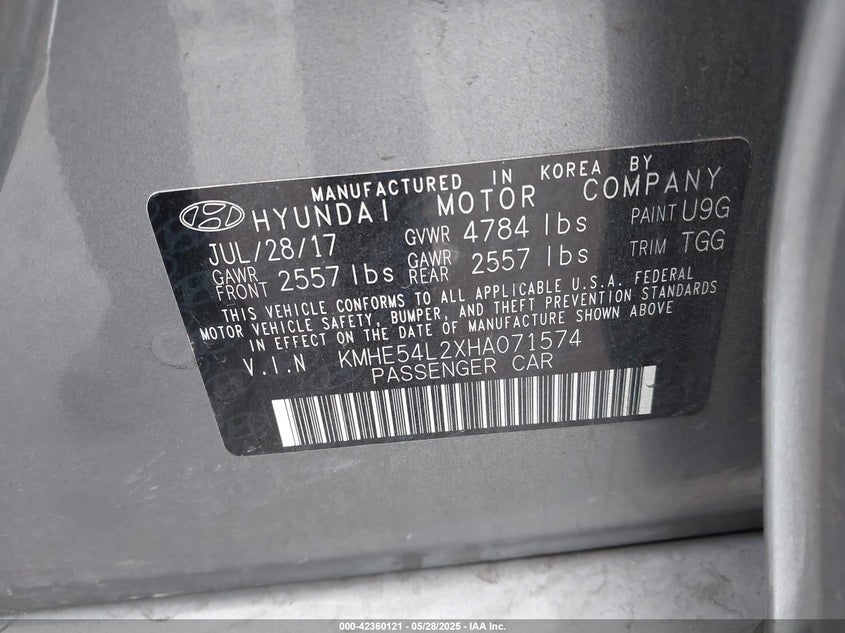 MANUFACTURED IN KOREA BY
HYUNDAI MOTOR COMPANY
JUL/28/17 GVWR 4784 lbs PAINT U9G
GAWR FRONT 2557 lbs GAWR REAR 2557 lbs TRIM TGG
THIS VEHICLE CONFORMS TO ALL APPLICABLE U.S.A. FEDERAL
MOTOR VEHICLE SAFETY, BUMPER, AND THEFT PREVENTION STANDARDS
IN EFFECT ON THE DATE OF MANUFACTURE SHOWN ABOVE
V.I.N KMHE54L2XHA071574
PASSENGER CAR
000-42360121 - 05/28/2025 - IAA Inc.